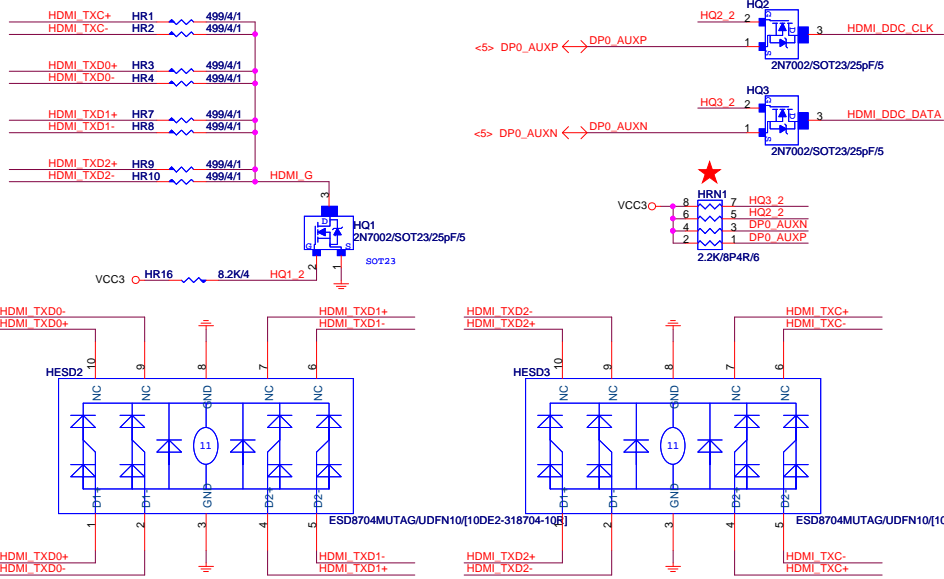 HDMI_TXC+ HR1 499/4/1
HDMI_TXC- HR2 499/4/1
HDMI_TXD0+ HR3 499/4/1
HDMI_TXD0- HR4 499/4/1
HDMI_TXD1+ HR7 499/4/1
HDMI_TXD1- HR8 499/4/1
HDMI_TXD2+ HR9 499/4/1
HDMI_TXD2- HR10 499/4/1
HDMI_G
3
D
G
S
HQ1
2N7002/SOT23/25pF/5
SOT23
2
1
VCC3 HR16 8.2K/4 HQ1_2
HQ2
HQ2_2 2
G
D
S
3 HDMI_DDC_CLK
<5> DP0_AUXP DP0_AUXP 1
2N7002/SOT23/25pF/5
HQ3
HQ3_2 2
G
D
S
3 HDMI_DDC_DATA
<5> DP0_AUXN DP0_AUXN 1
2N7002/SOT23/25pF/5
HRN1
VCC3 8 7 HQ3_2
6 5 HQ2_2
4 3 DP0_AUXN
2 1 DP0_AUXP
2.2K/8P4R/6
HDMI_TXD0- HDMI_TXD1+
HDMI_TXD0+ HDMI_TXD1-
10 9 8 7 6
HESD2
NC NC GND NC NC
11
D1+ D1- GND D2+ D2-
ESD8704MUTAG/UDFN10/[10DE2-318704-10R]
1 2 3 4 5
HDMI_TXD0+ HDMI_TXD1-
HDMI_TXD0- HDMI_TXD1+
HDMI_TXD2- HDMI_TXC+
HDMI_TXD2+ HDMI_TXC-
10 9 8 7 6
HESD3
NC NC GND NC NC
11
D1+ D1- GND D2+ D2-
ESD8704MUTAG/UDFN10/[10
1 2 3 4 5
HDMI_TXD2+ HDMI_TXC-
HDMI_TXD2- HDMI_TXC+